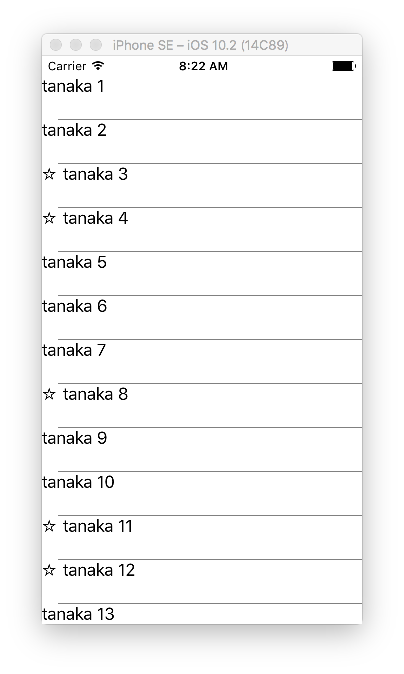 iPhone SE – iOS 10.2 (14C89)
Carrier 8:22 AM
tanaka 1
tanaka 2
☆ tanaka 3
☆ tanaka 4
tanaka 5
tanaka 6
tanaka 7
☆ tanaka 8
tanaka 9
tanaka 10
☆ tanaka 11
☆ tanaka 12
tanaka 13